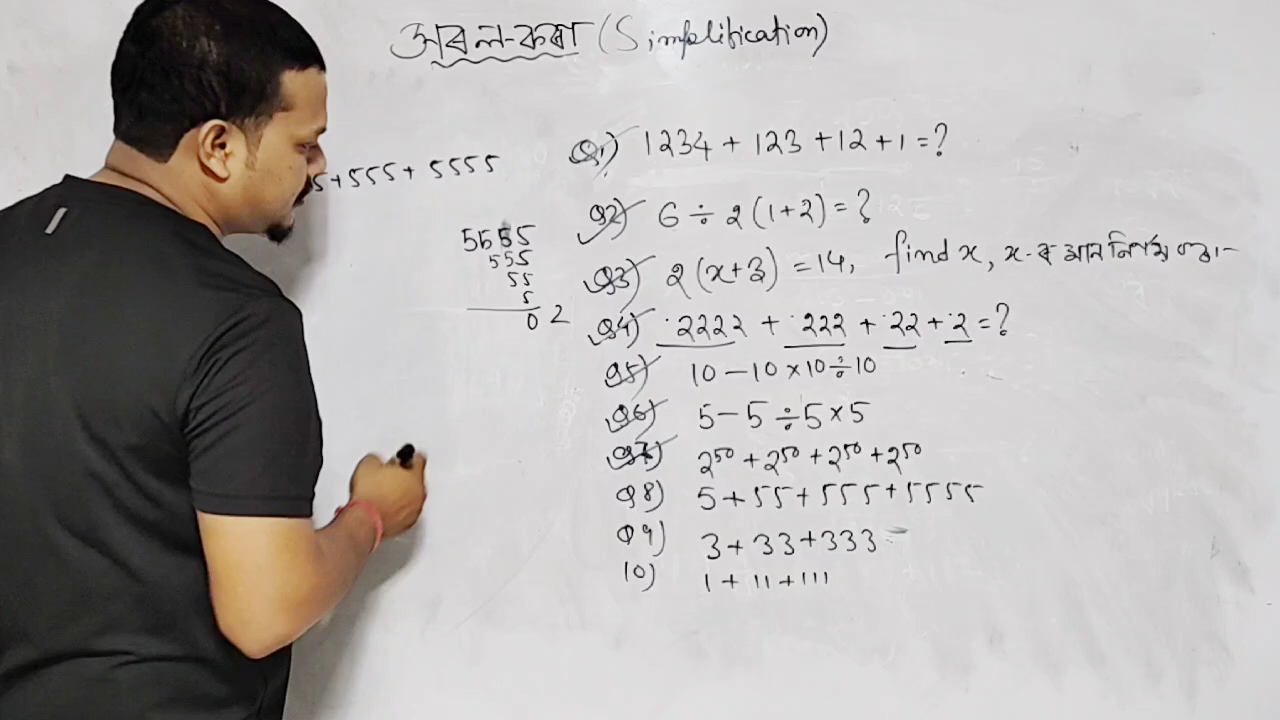 সৰল-কৰা (Simplification)
5+555+ 5555
5555
555
55
5
0 2
Q1) 1234 + 123 +12 +1 =?
Q2) 6 ÷ 2 (1+2) = ?
Q3) 2 (x+3) = 14, find x, x-ৰ মান নিৰ্ণয় কৰা-
Q4) 2222 + 222 + 22 + 2 = ?
Q5) 10 - 10 x 10 ÷ 10
Q6) 5 - 5 ÷ 5 x 5
Q7) 2⁵⁰ + 2⁵⁰ + 2⁵⁰ + 2⁵⁰
Q8) 5 + 55 + 555 + 5555
Q9) 3 + 33 + 333 =
10) 1 + 11 + 111